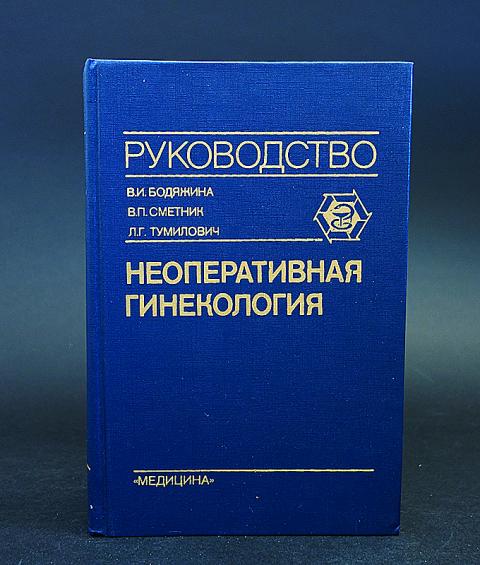 РУКОВОДСТВО
В.И. БОДЯЖИНА
В.П. СМЕТНИК
Л.Г. ТУМИЛОВИЧ
НЕОПЕРАТИВНАЯ
ГИНЕКОЛОГИЯ
«МЕДИЦИНА»